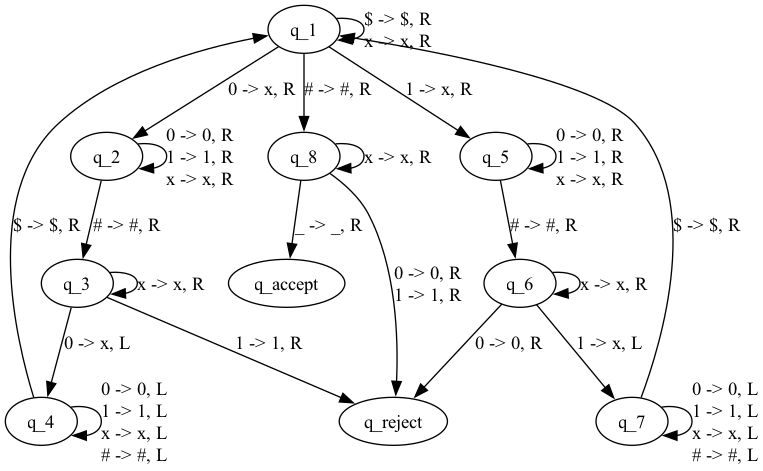 q_1
$ -> $, R
x -> x, R
0 -> x, R
# -> #, R
1 -> x, R
q_2
0 -> 0, R
1 -> 1, R
x -> x, R
q_8
x -> x, R
q_5
0 -> 0, R
1 -> 1, R
x -> x, R
$ -> $, R
# -> #, R
_ -> _, R
# -> #, R
$ -> $, R
q_3
x -> x, R
q_accept
0 -> 0, R
1 -> 1, R
q_6
x -> x, R
0 -> x, L
1 -> 1, R
0 -> 0, R
1 -> x, L
q_4
0 -> 0, L
1 -> 1, L
x -> x, L
# -> #, L
q_reject
q_7
0 -> 0, L
1 -> 1, L
x -> x, L
# -> #, L